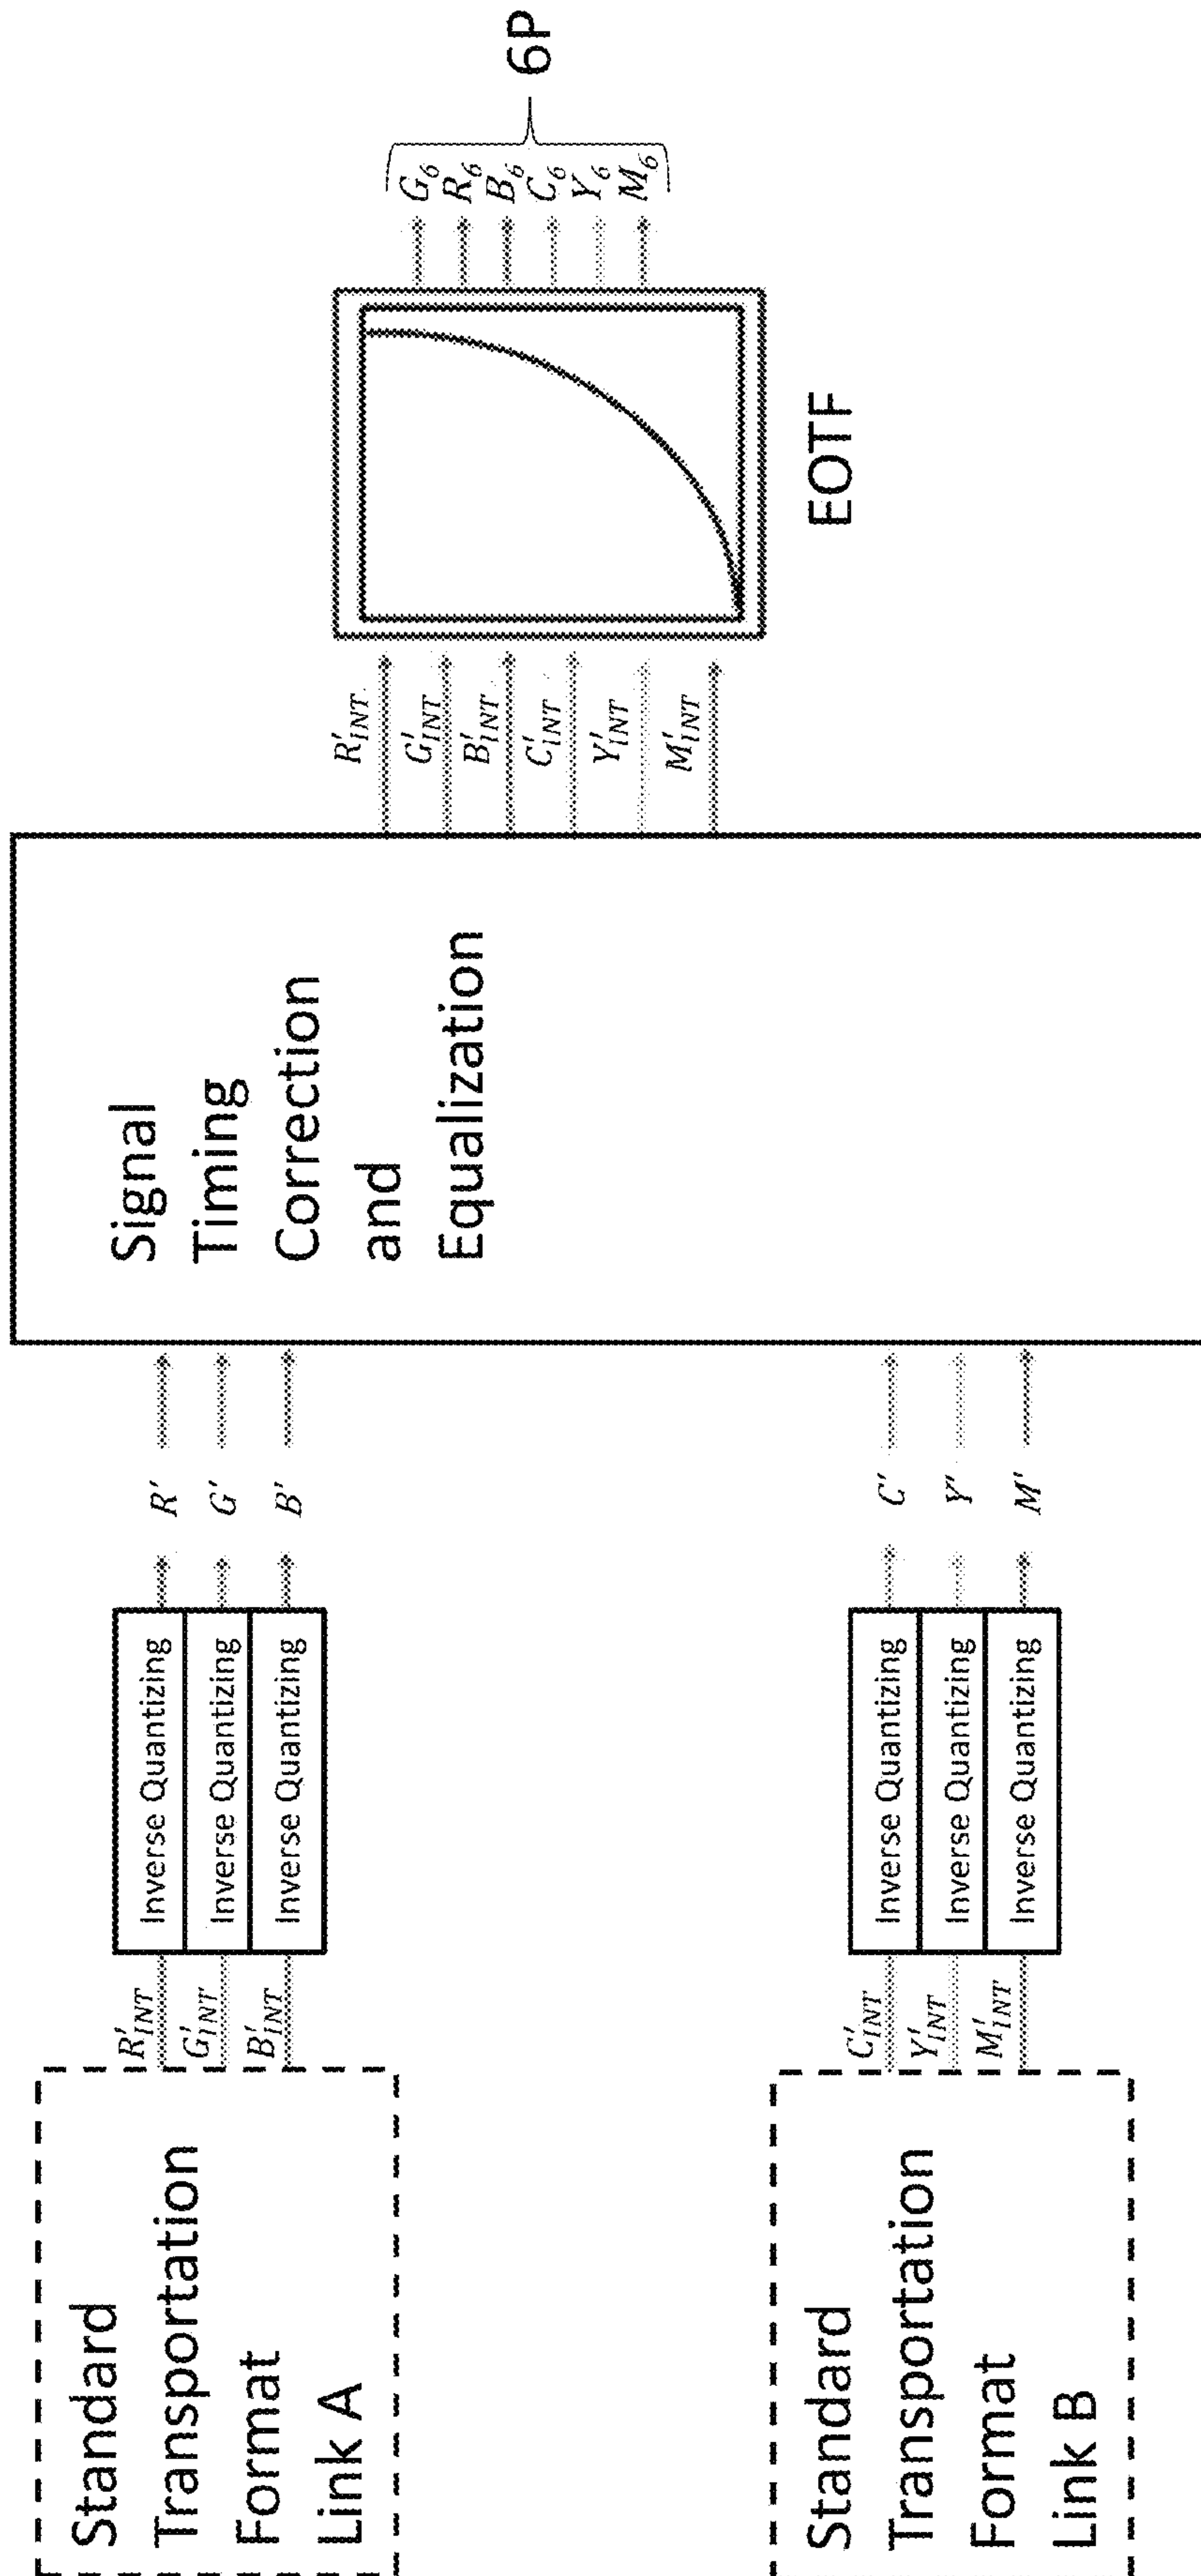 Standard
Transportation
Format
Link A
R'INT
G'INT
B'INT
Inverse Quantizing
Inverse Quantizing
Inverse Quantizing
R'
G'
B'
Standard
Transportation
Format
Link B
C'INT
Y'INT
M'INT
Inverse Quantizing
Inverse Quantizing
Inverse Quantizing
C'
Y'
M'
Signal
Timing
Correction
and
Equalization
R'INT
G'INT
B'INT
C'INT
Y'INT
M'INT
EOTF
G6
R6
B6
C6
Y6
M6
6P